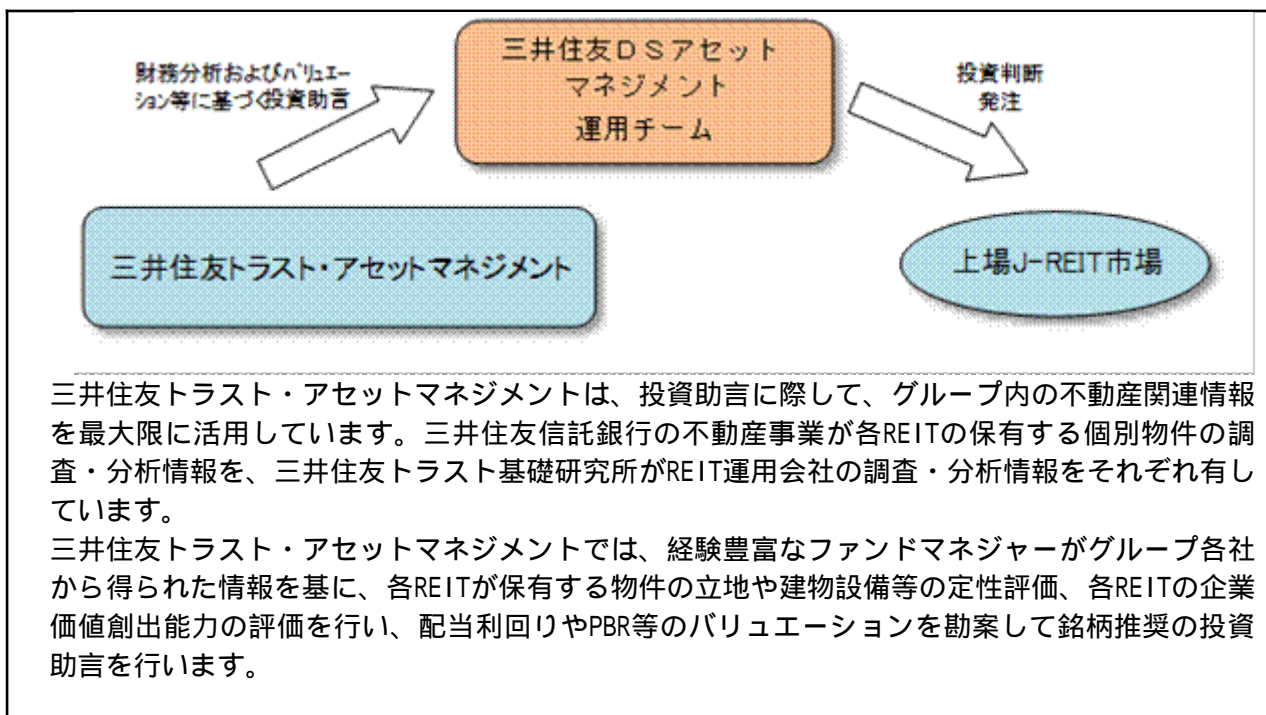 三井住友ＤＳアセット
マネジメント
運用チーム
財務分析およびバリュエー
ション等に基づく投資助言
投資判断
発注
三井住友トラスト・アセットマネジメント
上場J-REIT市場
三井住友トラスト・アセットマネジメントは、投資助言に際して、グループ内の不動産関連情報
を最大限に活用しています。三井住友信託銀行の不動産事業が各REITの保有する個別物件の調
査・分析情報を、三井住友トラスト基礎研究所がREIT運用会社の調査・分析情報をそれぞれ有し
ています。
三井住友トラスト・アセットマネジメントでは、経験豊富なファンドマネジャーがグループ各社
から得られた情報を基に、各REITが保有する物件の立地や建物設備等の定性評価、各REITの企業
価値創出能力の評価を行い、配当利回りやPBR等のバリュエーションを勘案して銘柄推奨の投資
助言を行います。